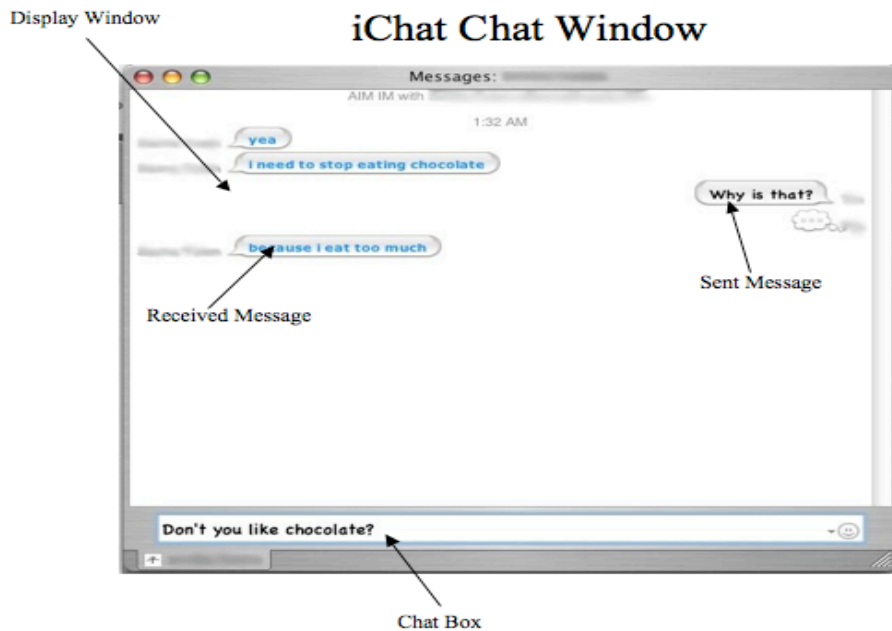 Display Window
iChat Chat Window
Messages:
AIM IM with
1:32 AM
yea
i need to stop eating chocolate
Why is that?
because i eat too much
Sent Message
Received Message
Don't you like chocolate?
Chat Box